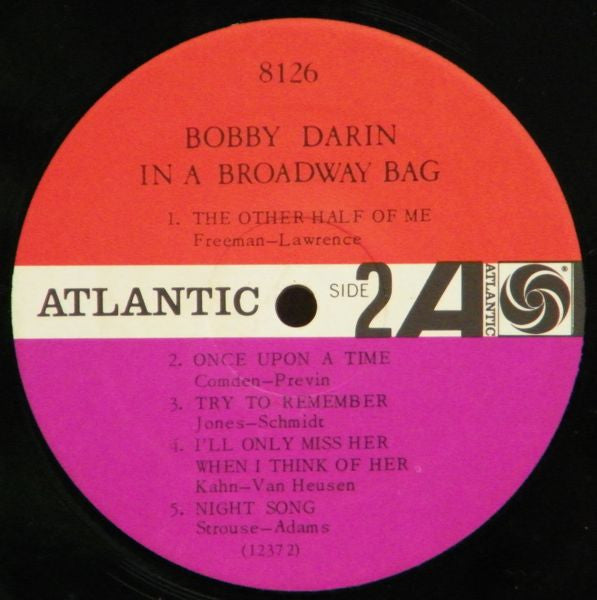 8126
BOBBY DARIN
IN A BROADWAY BAG
1. THE OTHER HALF OF ME
Freeman-Lawrence
ATLANTIC SIDE 2 A ATLANTIC ®
2. ONCE UPON A TIME
Comden-Previn
3. TRY TO REMEMBER
Jones-Schmidt
4. I'LL ONLY MISS HER
WHEN I THINK OF HER
Kahn-Van Heusen
5. NIGHT SONG
Strouse-Adams
(12372)